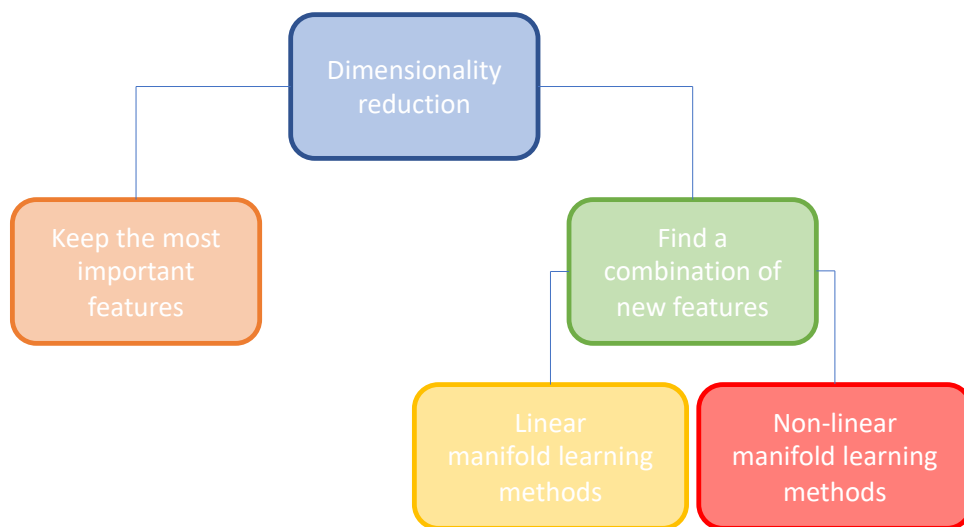 Dimensionality
reduction
Keep the most
important
features
Find a
combination of
new features
Linear
manifold learning
methods
Non-linear
manifold learning
methods